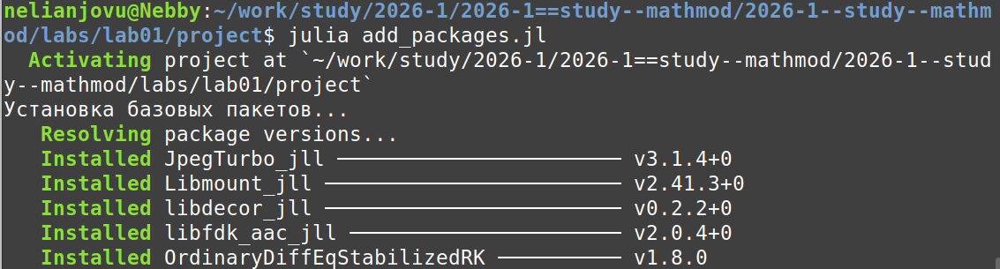 nelianjovu@Nebby:~/work/study/2026-1/2026-1==study--mathmod/2026-1--study--mathm
od/labs/lab01/project$ julia add_packages.jl
Activating project at `~/work/study/2026-1/2026-1==study--mathmod/2026-1--stud
y--mathmod/labs/lab01/project`
Установка базовых пакетов...
Resolving package versions...
Installed JpegTurbo_jll ─────────────────────── v3.1.4+0
Installed Libmount_jll ──────────────────────── v2.41.3+0
Installed libdecor_jll ──────────────────────── v0.2.2+0
Installed libfdk_aac_jll ────────────────────── v2.0.4+0
Installed OrdinaryDiffEqStabilizedRK ────────── v1.8.0